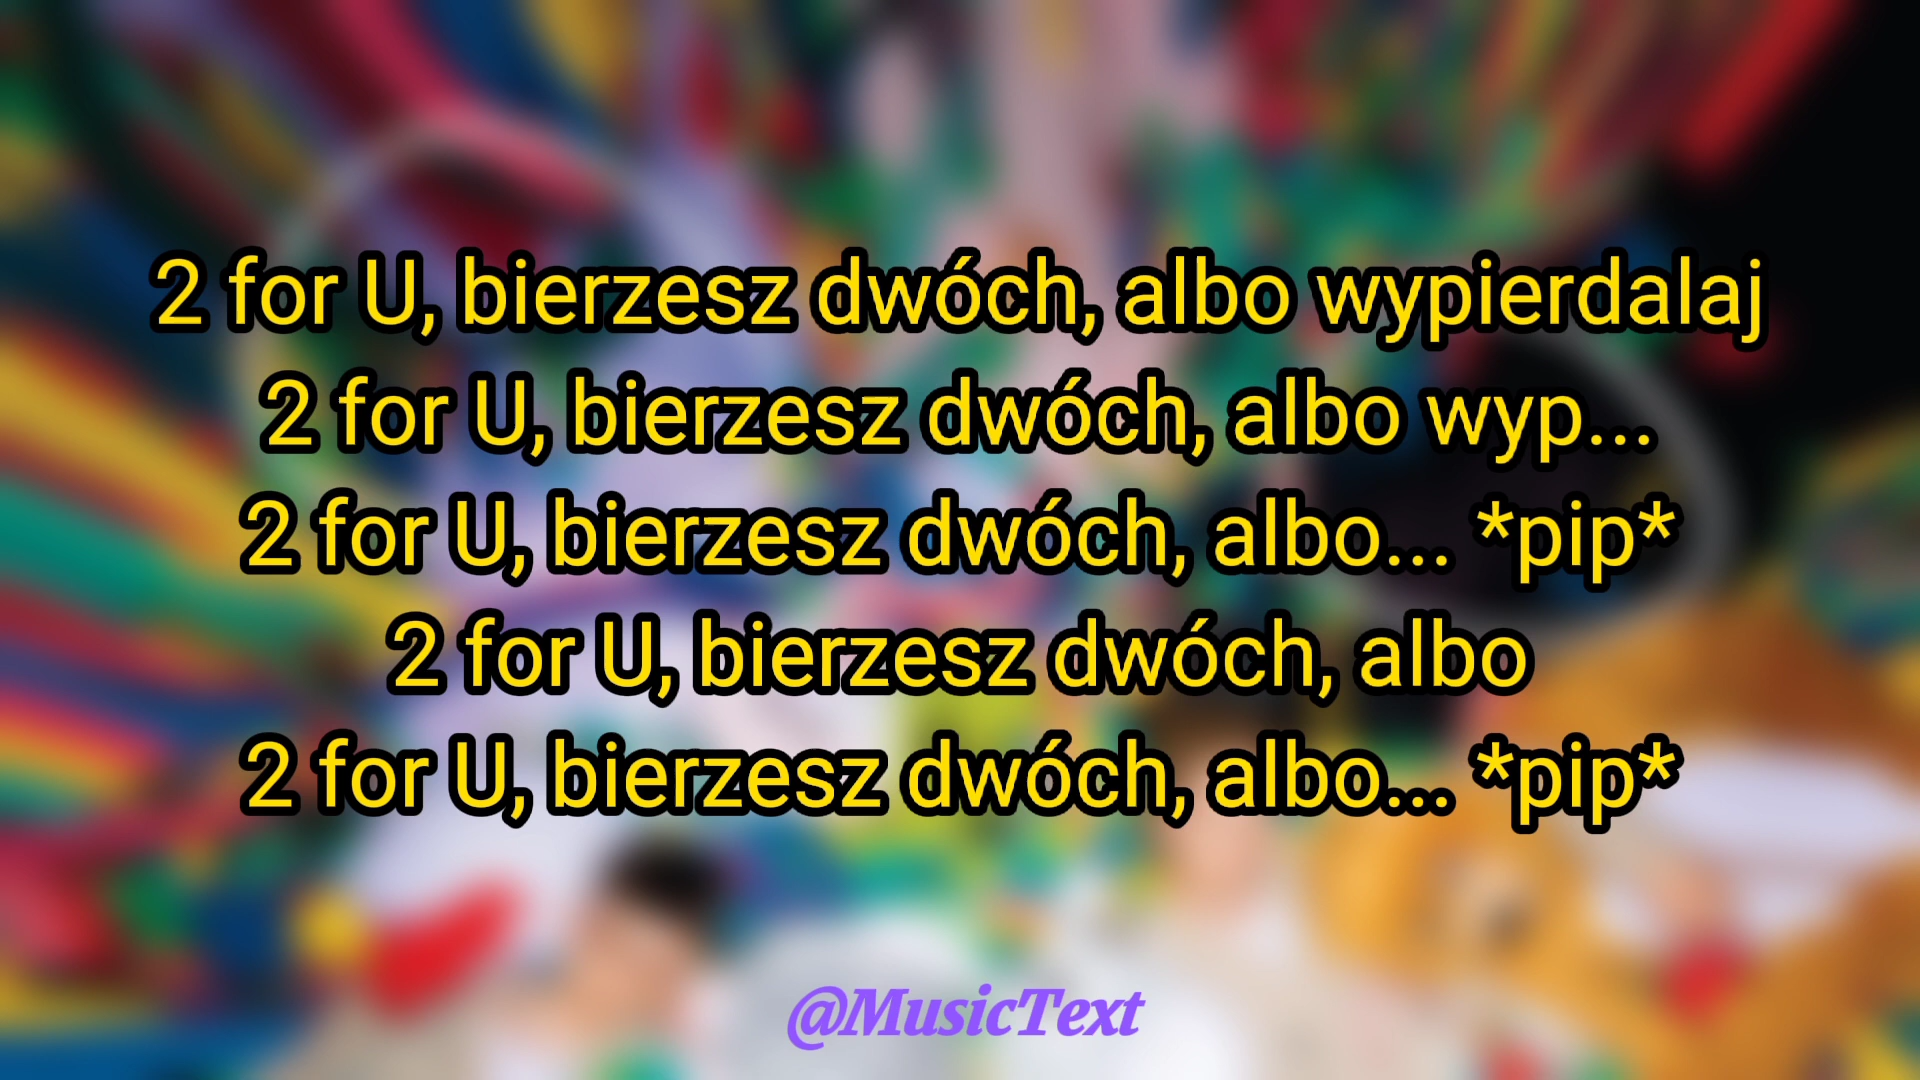 2 for U, bierzesz dwóch, albo wypierdalaj
2 for U, bierzesz dwóch, albo wyp...
2 for U, bierzesz dwóch, albo... *pip*
2 for U, bierzesz dwóch, albo
2 for U, bierzesz dwóch, albo... *pip*
@MusicText